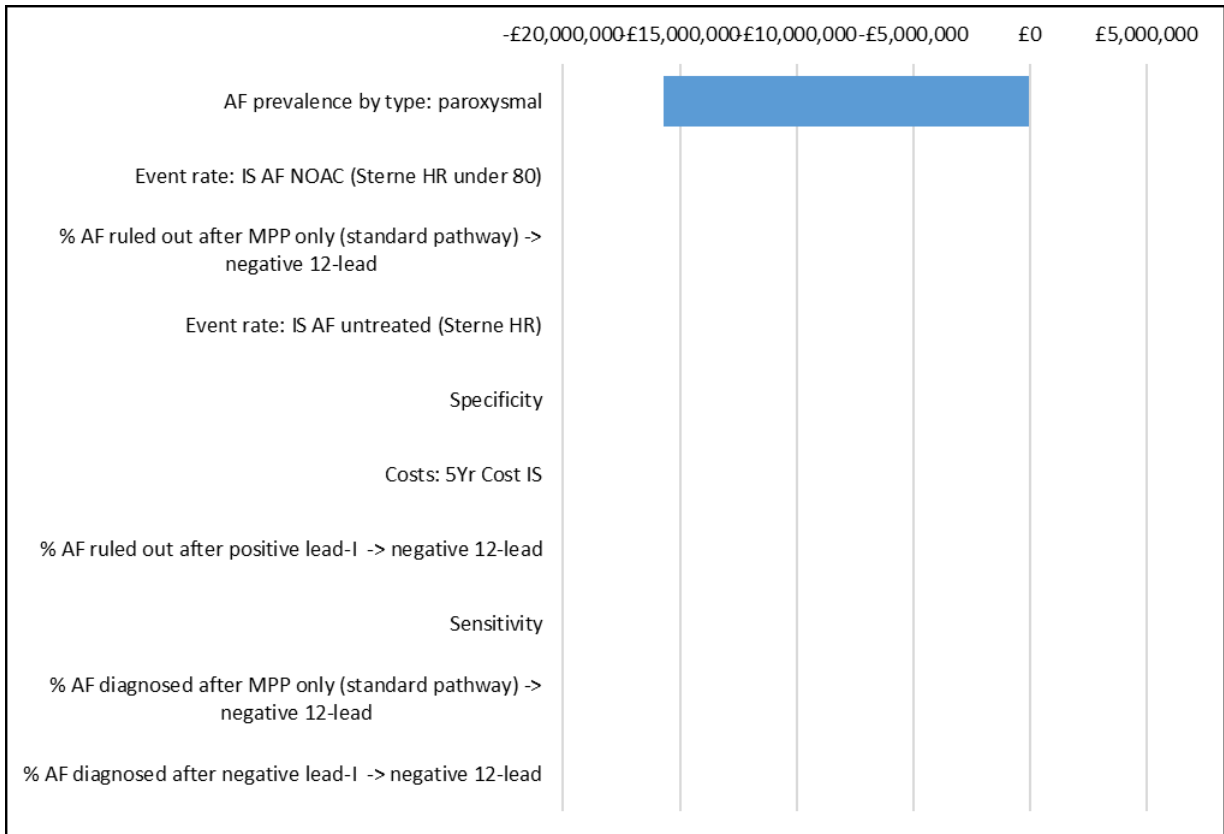 -£20,000,000-£15,000,000-£10,000,000-£5,000,000 £0 £5,000,000
AF prevalence by type: paroxysmal
Event rate: IS AF NOAC (Sterne HR under 80)
% AF ruled out after MPP only (standard pathway) ->
negative 12-lead
Event rate: IS AF untreated (Sterne HR)
Specificity
Costs: 5Yr Cost IS
% AF ruled out after positive lead-I -> negative 12-lead
Sensitivity
% AF diagnosed after MPP only (standard pathway) ->
negative 12-lead
% AF diagnosed after negative lead-I -> negative 12-lead